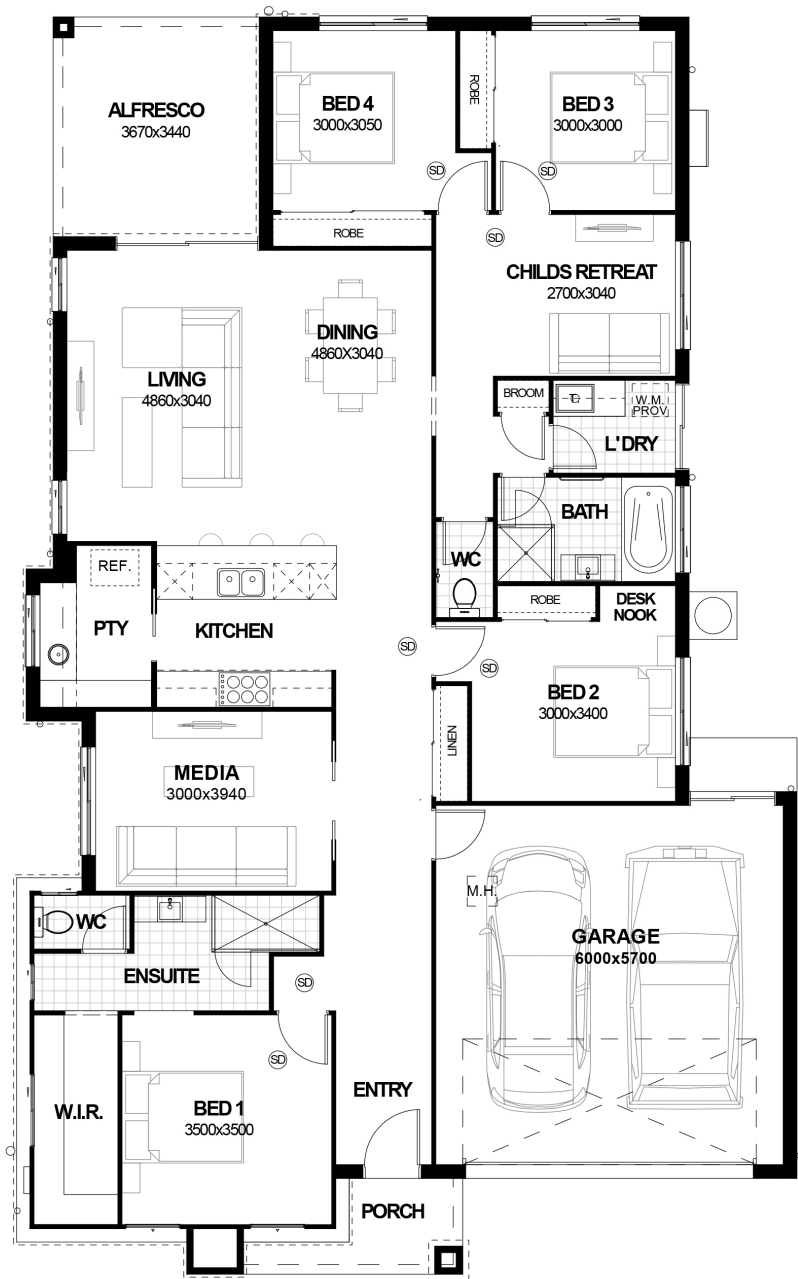 ALFRESCO
3670x3440
BED 4
3000x3050
ROBE
BED 3
3000x3000
SD
SD
ROBE
SD
CHILDS RETREAT
2700x3040
DINING
4860X3040
LIVING
4860x3040
BROOM
W.M.
PROV
L'DRY
BATH
WC
REF.
PTY
KITCHEN
ROBE
DESK
NOOK
SD
SD
BED 2
3000x3400
LINEN
MEDIA
3000x3940
M.H.
WC
GARAGE
6000x5700
ENSUITE
SD
SD
ENTRY
W.I.R.
BED 1
3500x3500
PORCH